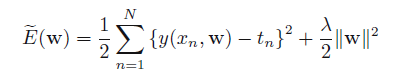 Ẽ(w) = 1/2 ∑_{n=1}^{N} {y(x_n, w) − t_n}² + λ/2 ‖w‖²